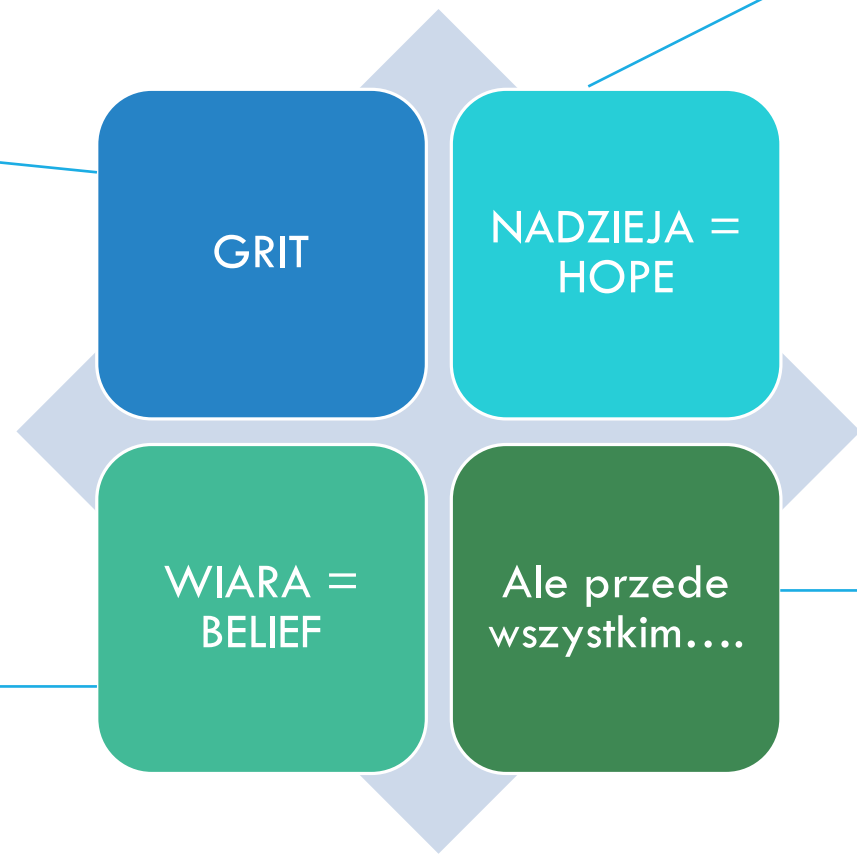 GRIT
NADZIEJA =
HOPE
WIARA =
BELIEF
Ale przede
wszystkim....